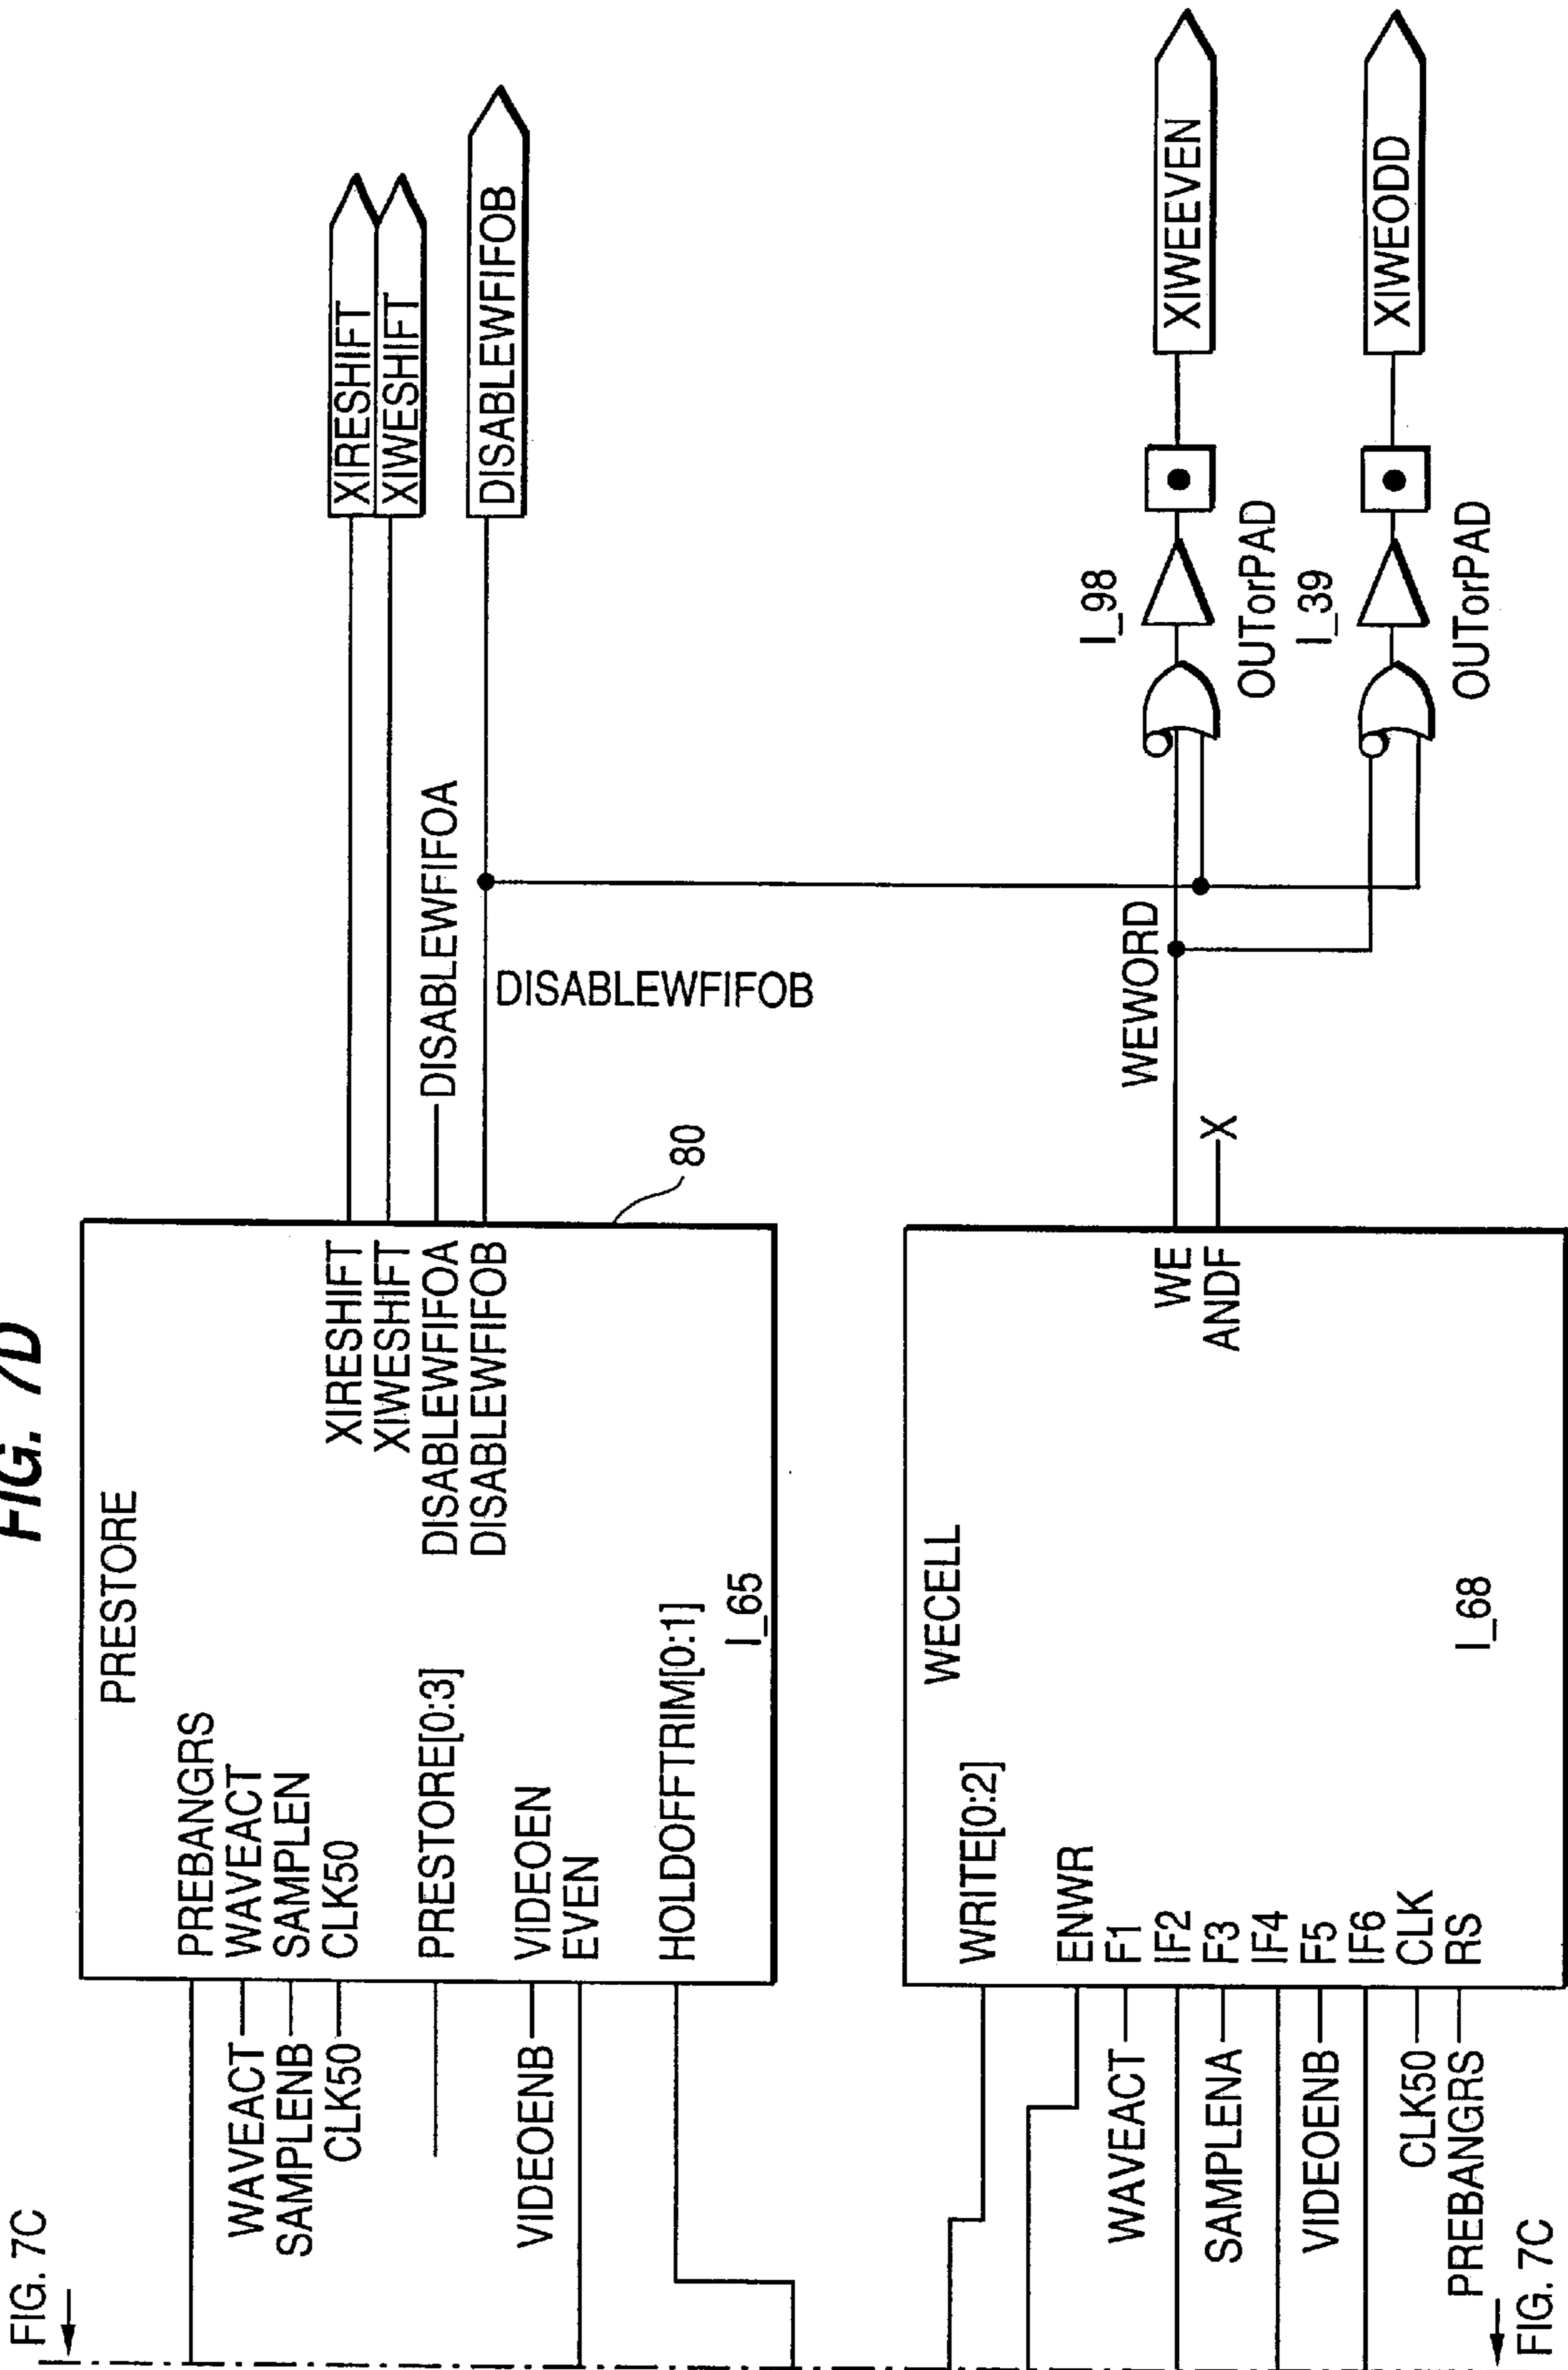 FIG. 7D
FIG. 7C
PRESTORE
PREBANGRS
WAVEACT
WAVEACT
SAMPLENB
SAMPLEN
CLK50
CLK50
PRESTORE[0:3]
VIDEOENB
VIDEOEN
EVEN
HOLDOFFTRIM[0:1]
I_65
XIRESHIFT
XIWESHIFT
DISABLEWFIFOA
DISABLEWFIFOB
80
DISABLEWFIFOA
DISABLEWFIFOB
XIRESHIFT
XIWESHIFT
DISABLEWFIFOB
WECELL
WRITE[0:2]
ENWR
WAVEACT
F1
IF2
SAMPLENA
F3
IF4
VIDEOENB
F5
IF6
CLK50
CLK
PREBANGRS
RS
I_68
WE
ANDF
X
WEWORD
I_98
OUTorPAD
XIWEEVEN
I_39
OUTorPAD
XIWEODD
FIG. 7C